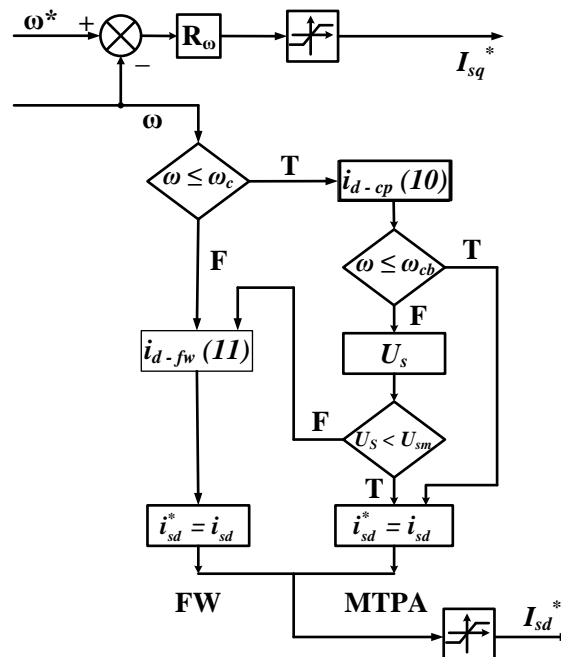 ω* + R_ω
−
I_sq*
ω
ω ≤ ω_c T i_d - cp (10)
F
ω ≤ ω_cb T
F
i_d - fw (11) U_s
F U_S < U_sm
T
i*_sd = i_sd i*_sd = i_sd
FW MTPA
I_sd*